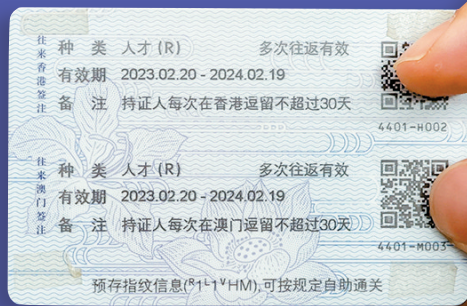 往来香港签注
种 类 人才 (R) 多次往返有效
有效期 2023.02.20 - 2024.02.19
备 注 持证人每次在香港逗留不超过30天
4401-H002
往来澳门签注
种 类 人才 (R) 多次往返有效
有效期 2023.02.20 - 2024.02.19
备 注 持证人每次在澳门逗留不超过30天
4401-M003-
预存指纹信息(R1L1VHM),可按规定自助通关